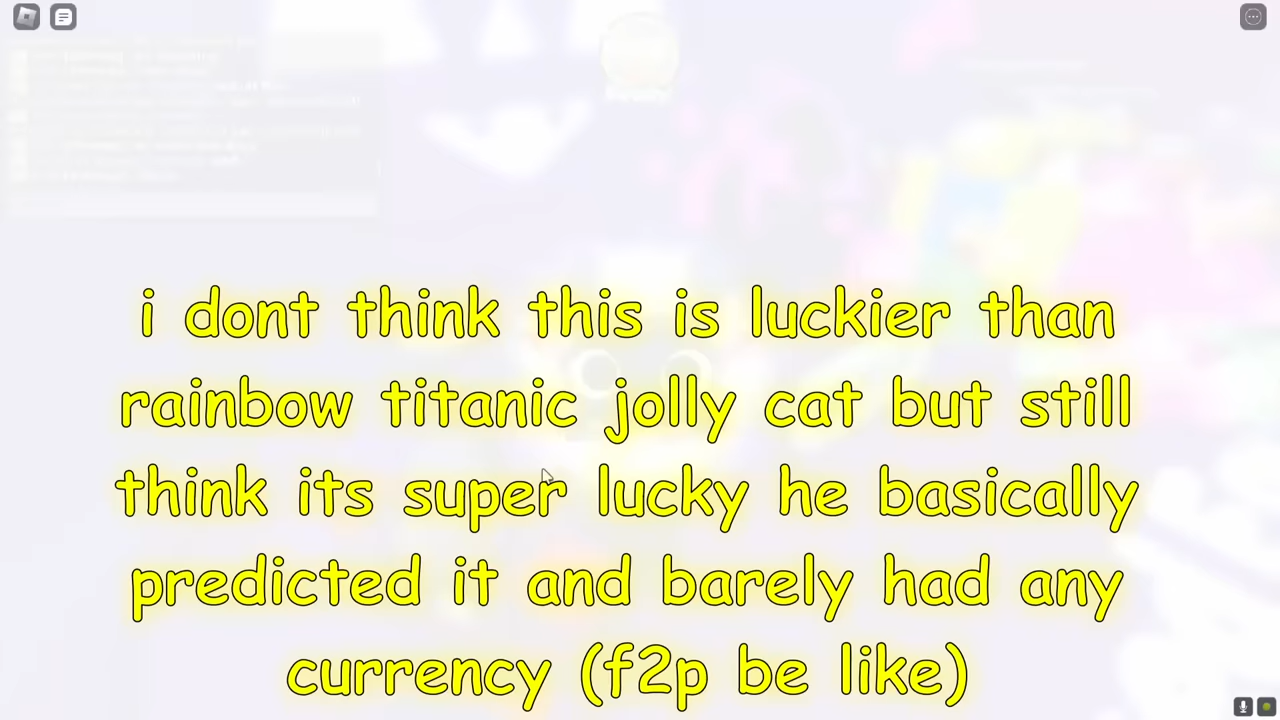 i dont think this is luckier than
rainbow titanic jolly cat but still
think its super lucky he basically
predicted it and barely had any
currency (f2p be like)